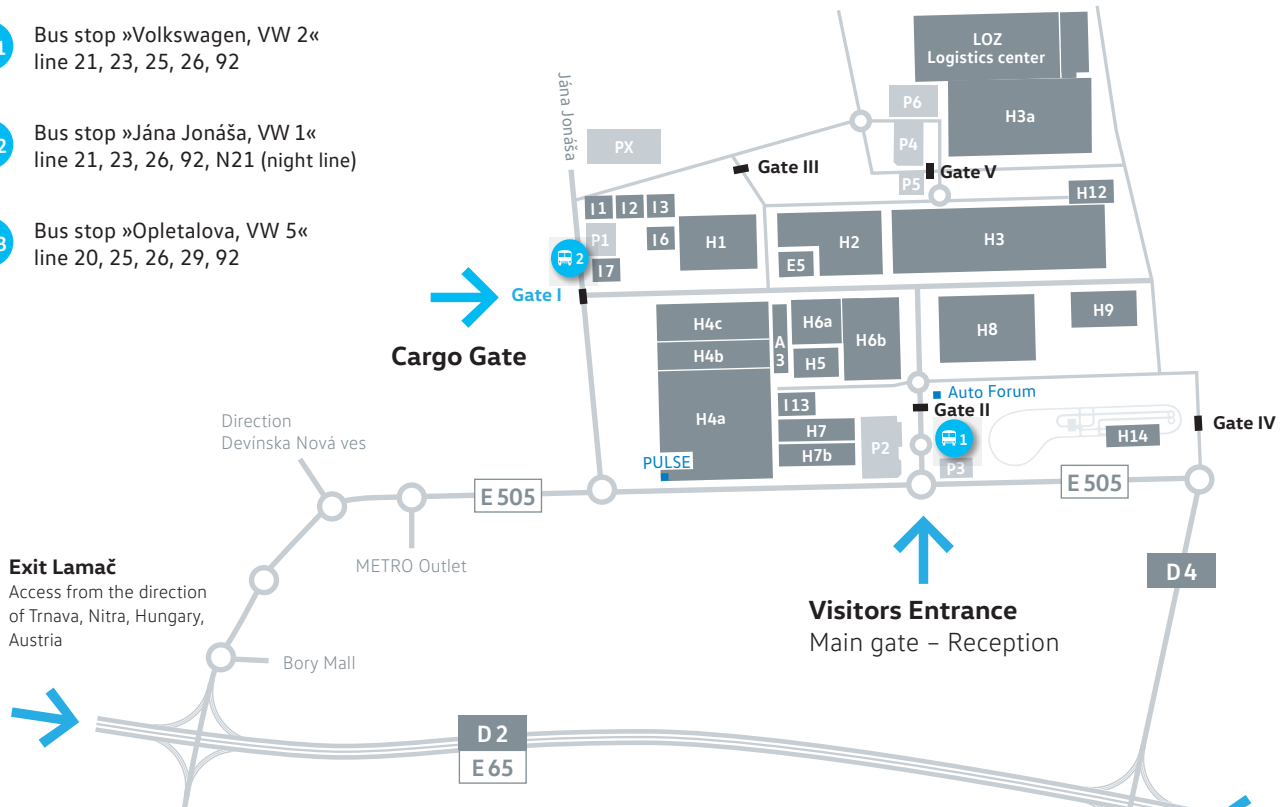 1
Bus stop »Volkswagen, VW 2«
line 21, 23, 25, 26, 92
2
Bus stop »Jána Jonáša, VW 1«
line 21, 23, 26, 92, N21 (night line)
3
Bus stop »Opletalova, VW 5«
line 20, 25, 26, 29, 92
LOZ
Logistics center
H3a
P6
P4
P5
Gate V
Jána Jonáša
PX
Gate III
H12
I1
I2
I3
P1
I6
I7
H1
H2
E5
H3
2
Gate I
Cargo Gate
H4c
H4b
H4a
A
3
H6a
H5
H6b
H8
H9
Auto Forum
Gate II
I13
H7
H7b
P2
1
P3
H14
Gate IV
PULSE
Direction
Devínska Nová ves
E 505
E 505
METRO Outlet
Exit Lamač
Access from the direction
of Trnava, Nitra, Hungary,
Austria
D 4
Visitors Entrance
Main gate – Reception
Bory Mall
D 2
E 65